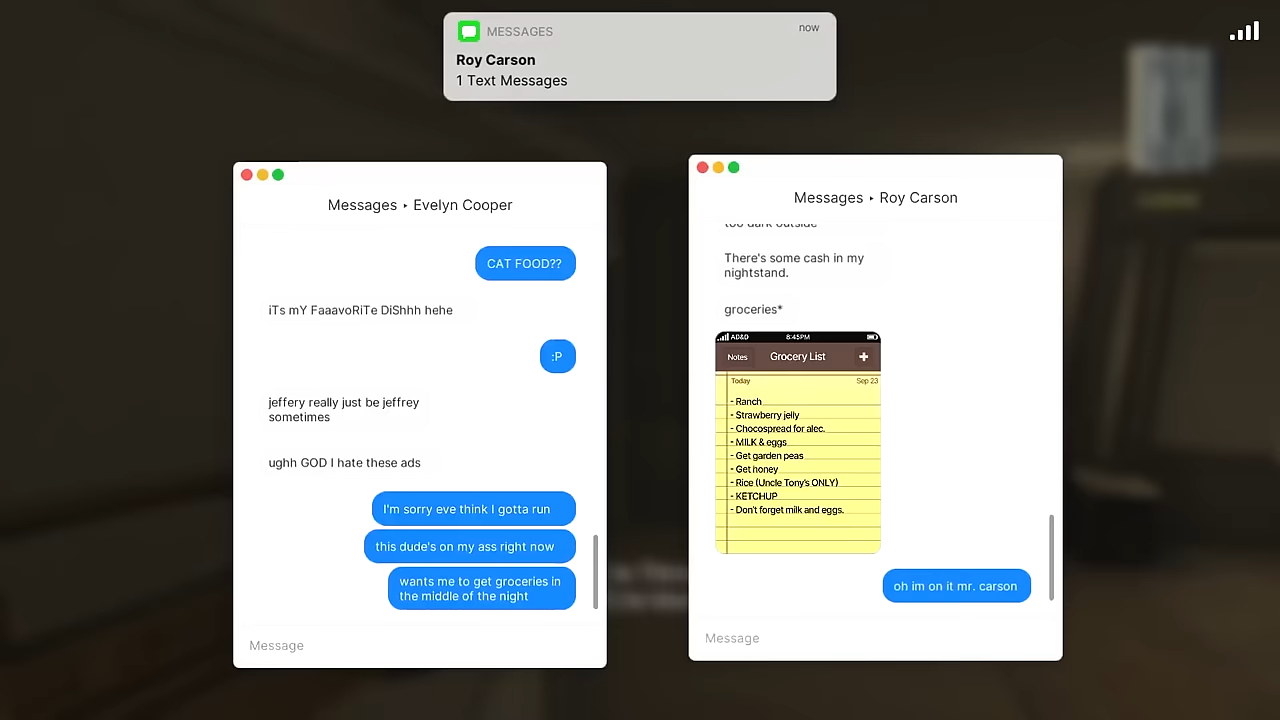 MESSAGES
now
Roy Carson
1 Text Messages
Messages ‣ Evelyn Cooper
CAT FOOD??
iTs mY FaaavoRiTe DiShhh hehe
:P
jeffery really just be jeffrey
sometimes
ughh GOD I hate these ads
I'm sorry eve think I gotta run
this dude's on my ass right now
wants me to get groceries in
the middle of the night
Message
Messages ‣ Roy Carson
too dark outside
There's some cash in my
nightstand.
groceries*
AD&D 8:45PM
Notes Grocery List +
Today Sep 23
- Ranch
- Strawberry jelly
- Chocospread for alec.
- MILK & eggs
- Get garden peas
- Get honey
- Rice (Uncle Tony's ONLY)
- KETCHUP
- Don't forget milk and eggs.
oh im on it mr. carson
Message